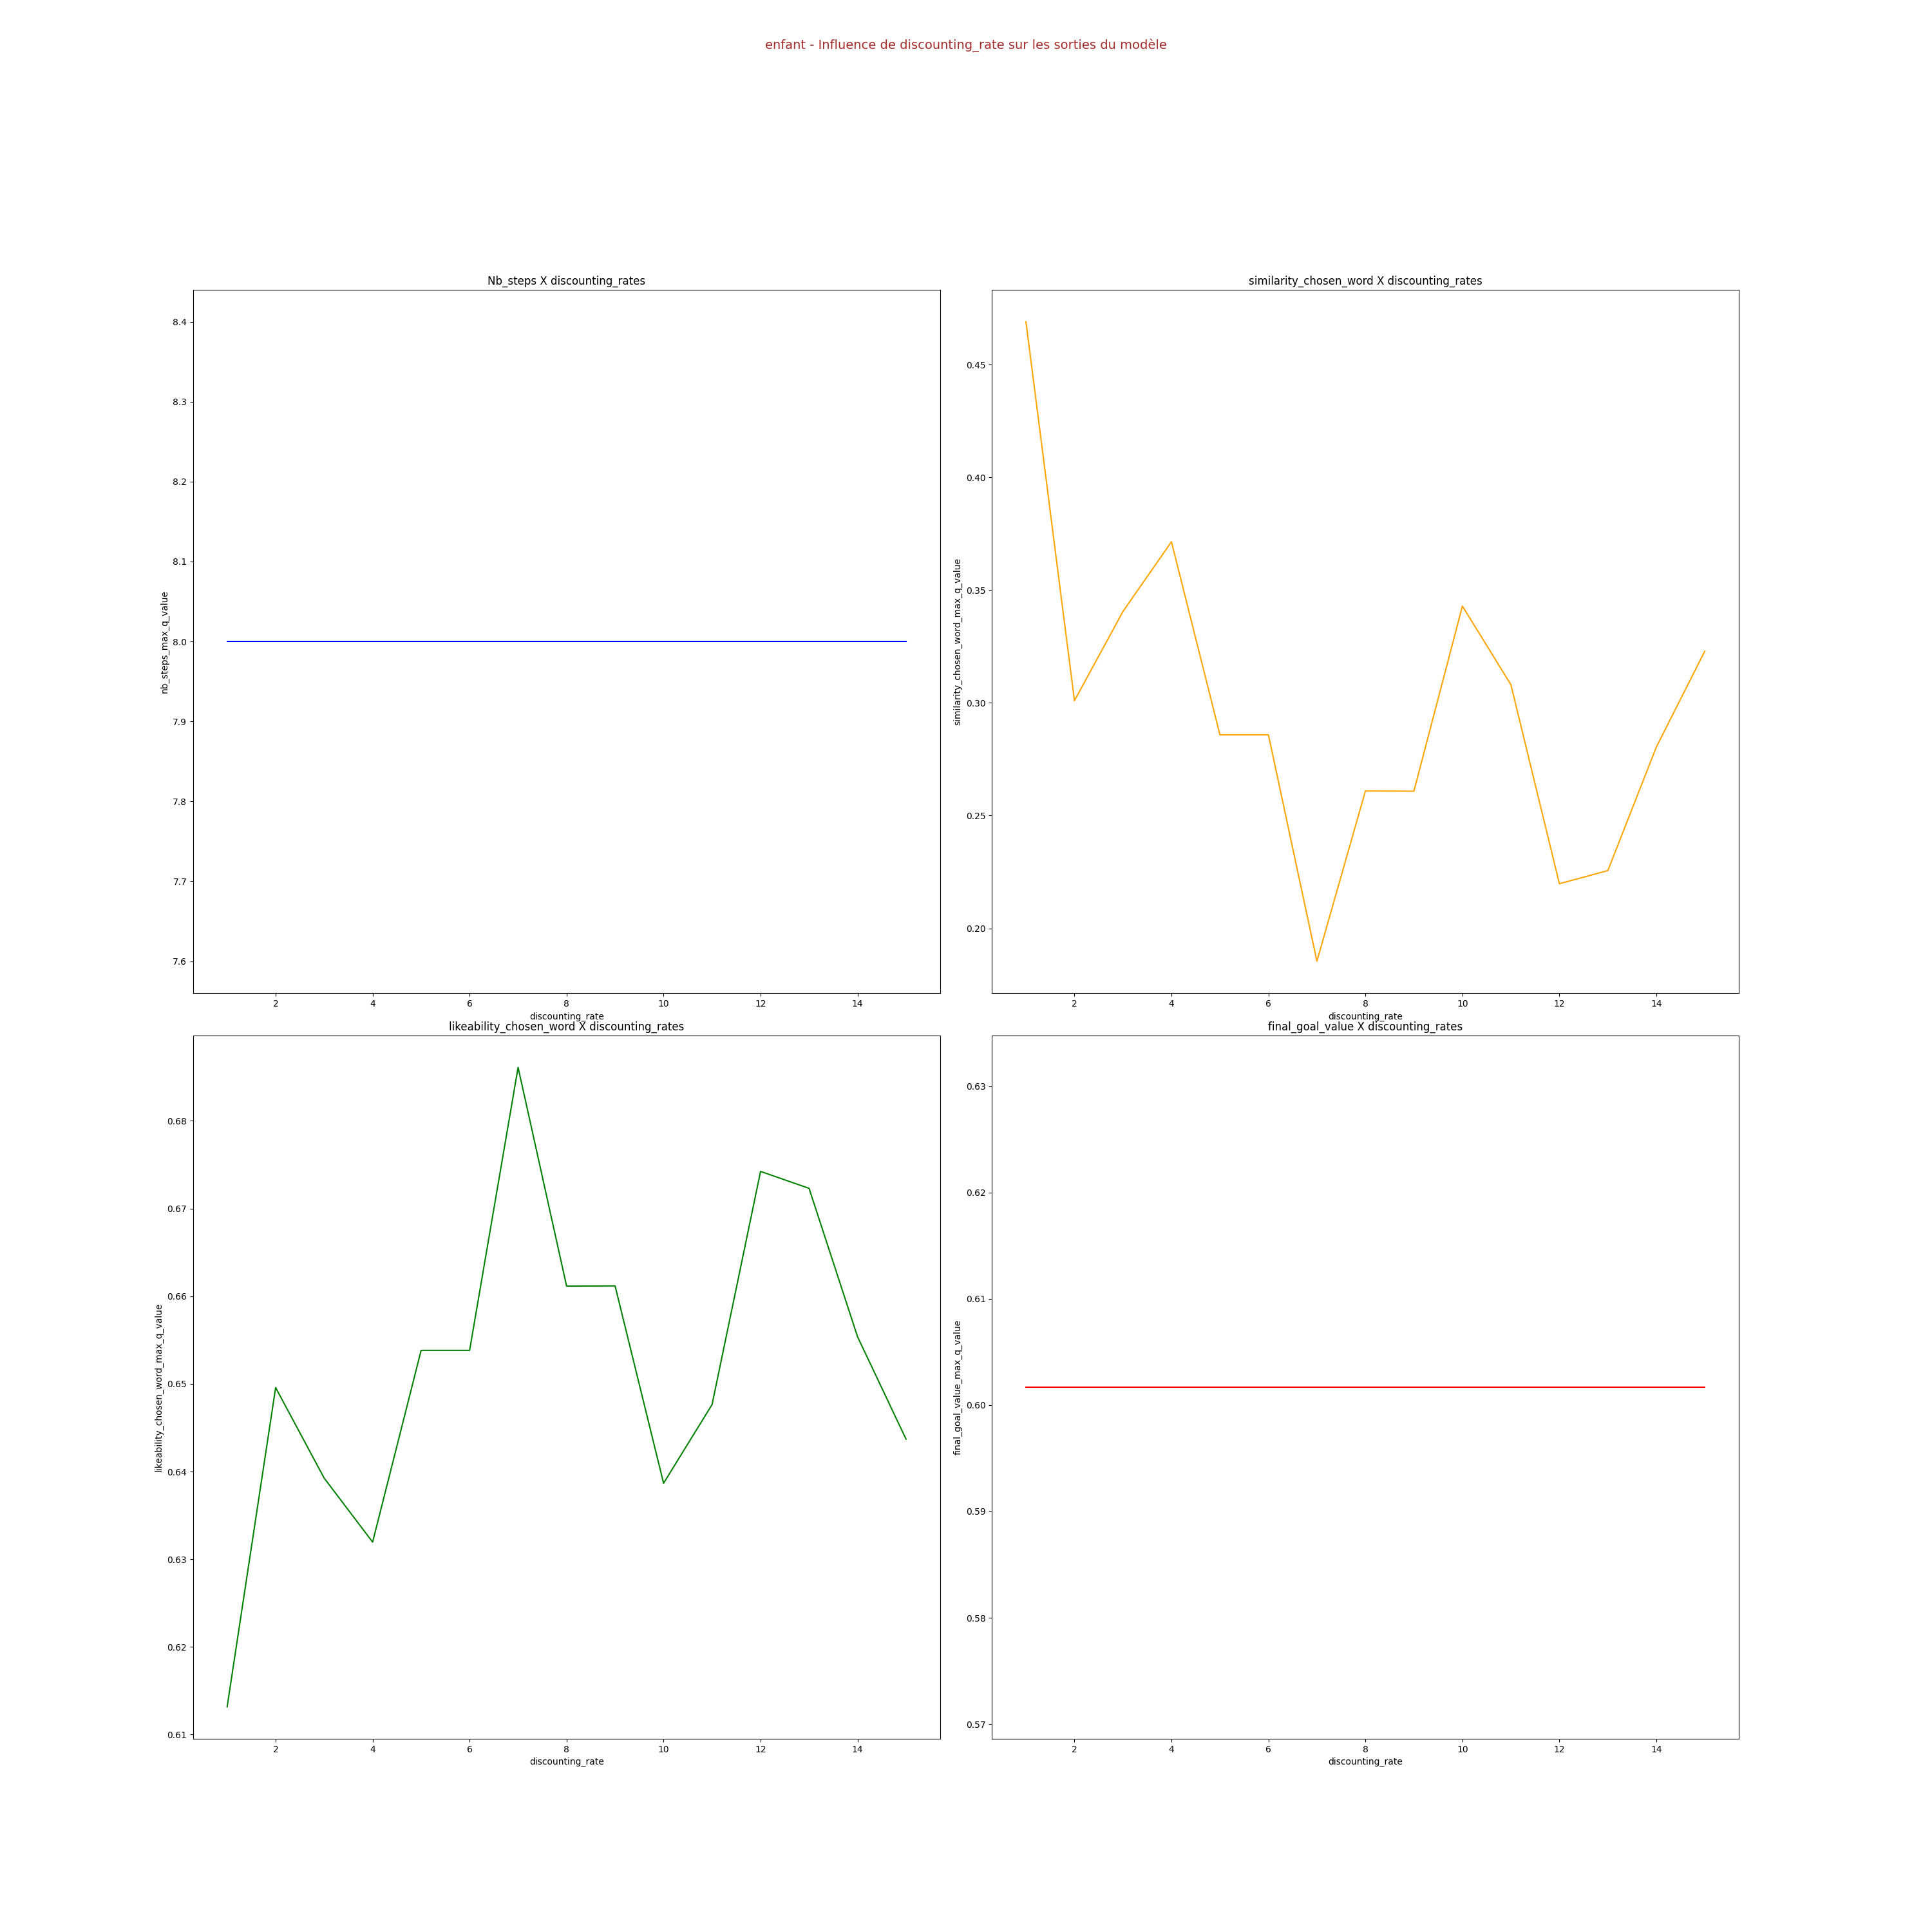 enfant - Influence de discounting_rate sur les sorties du modèle
Nb_steps X discounting_rates
8.4
8.3
8.2
8.1
8.0
7.9
7.8
7.7
7.6
nb_steps_max_q_value
2 4 6 8 10 12 14
discounting_rate
similarity_chosen_word X discounting_rates
0.45
0.40
0.35
0.30
0.25
0.20
similarity_chosen_word_max_q_value
2 4 6 8 10 12 14
discounting_rate
likeability_chosen_word X discounting_rates
0.68
0.67
0.66
0.65
0.64
0.63
0.62
0.61
likeability_chosen_word_max_q_value
2 4 6 8 10 12 14
discounting_rate
final_goal_value X discounting_rates
0.63
0.62
0.61
0.60
0.59
0.58
0.57
final_goal_value_max_q_value
2 4 6 8 10 12 14
discounting_rate